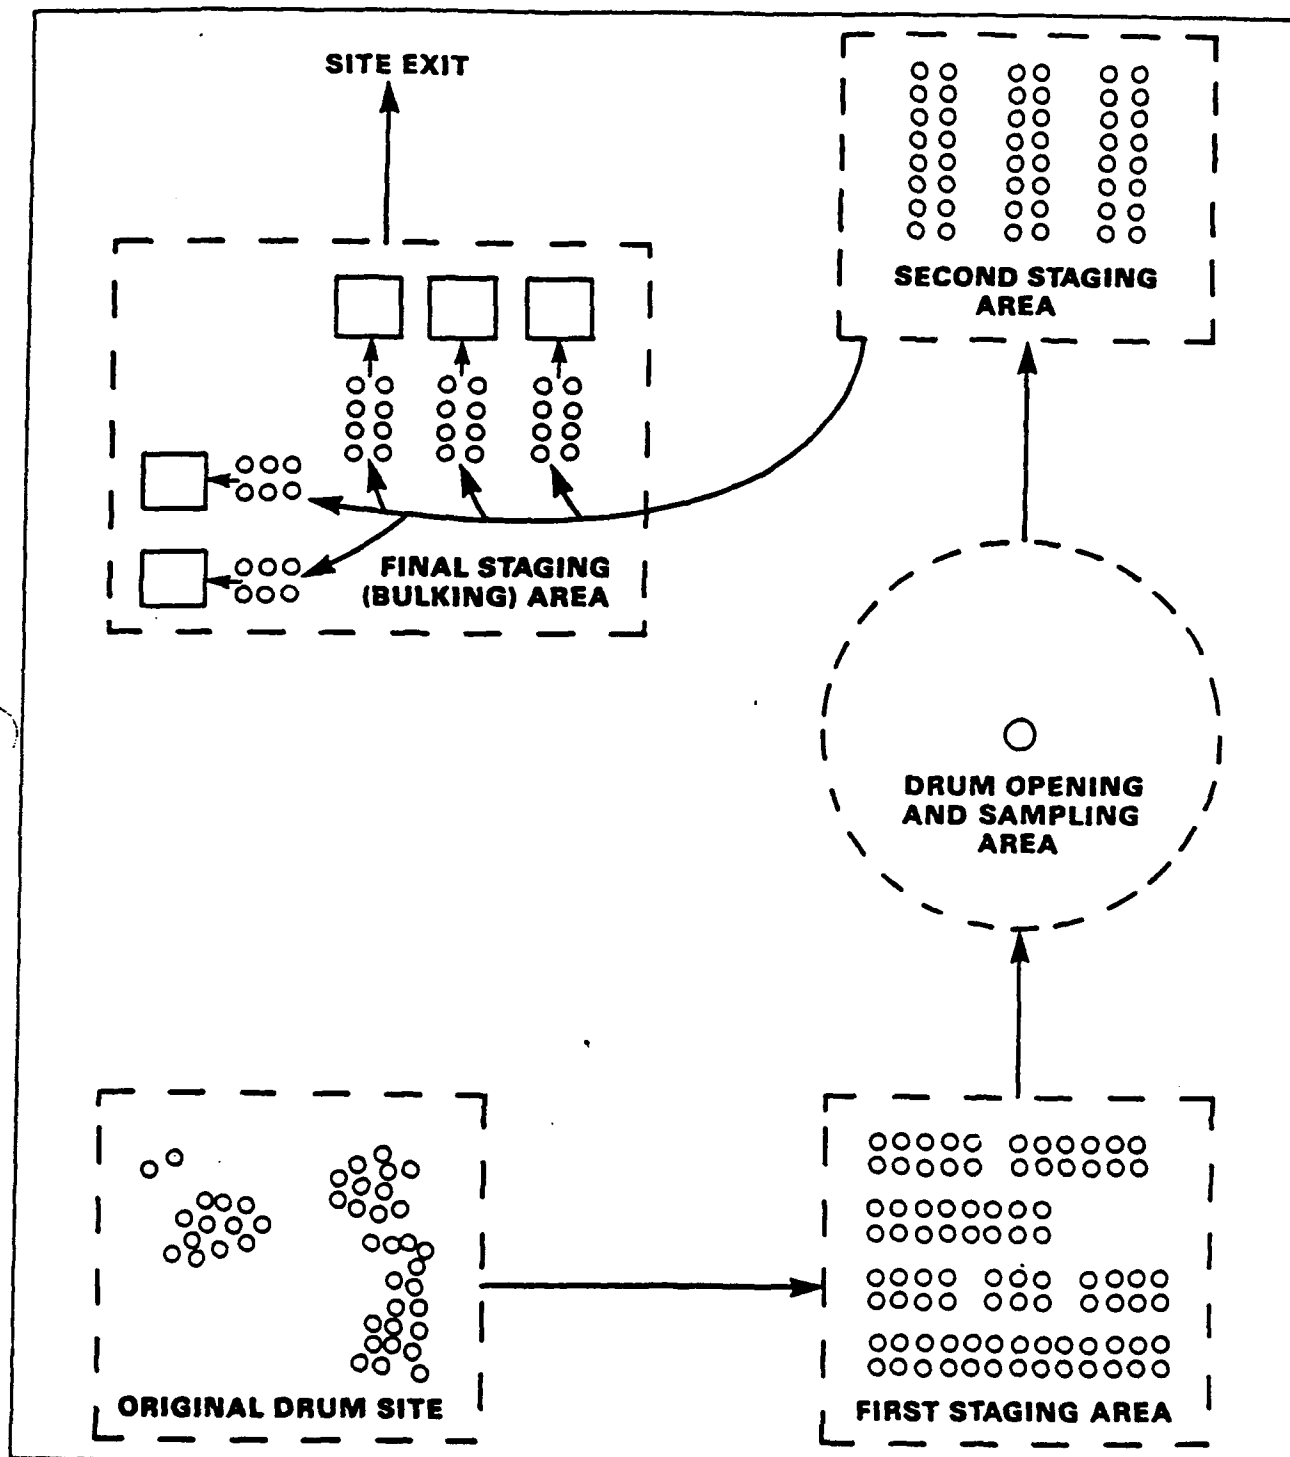 SITE EXIT
SECOND STAGING
AREA
FINAL STAGING
(BULKING) AREA
DRUM OPENING
AND SAMPLING
AREA
ORIGINAL DRUM SITE
FIRST STAGING AREA